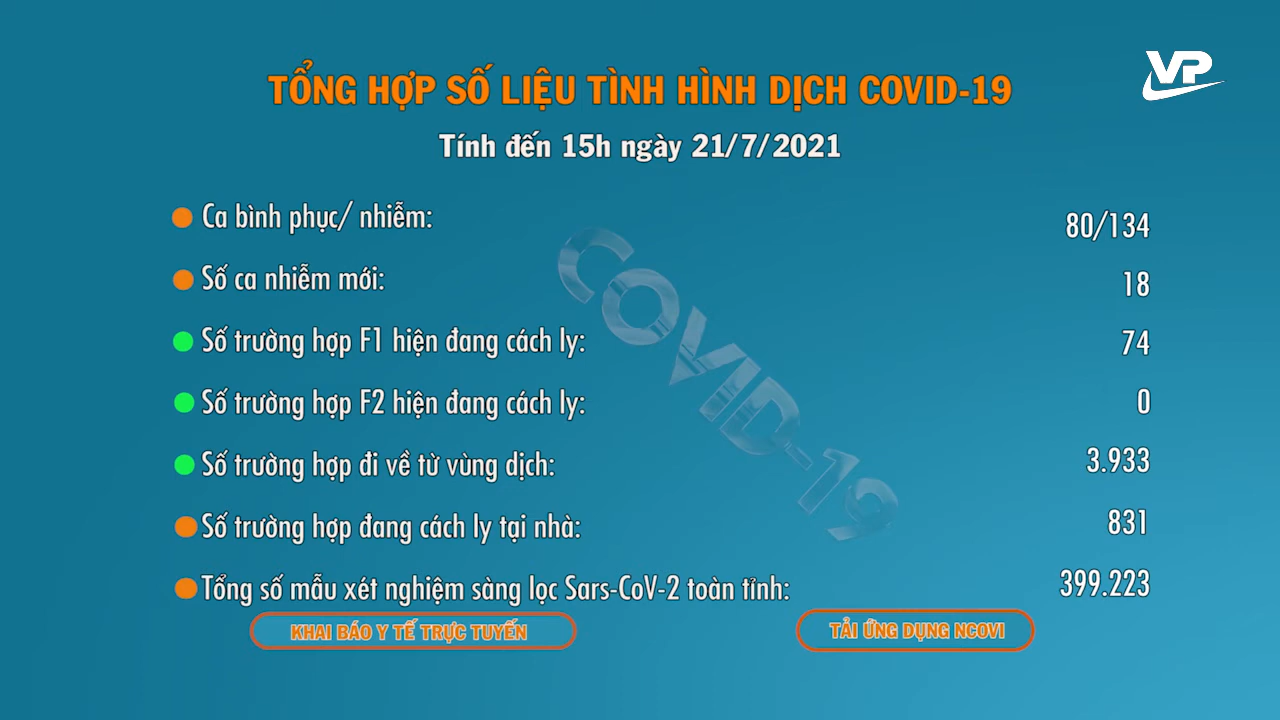 VP
TỔNG HỢP SỐ LIỆU TÌNH HÌNH DỊCH COVID-19
Tính đến 15h ngày 21/7/2021
Ca bình phục/ nhiễm: 80/134
Số ca nhiễm mới: 18
Số trường hợp F1 hiện đang cách ly: 74
Số trường hợp F2 hiện đang cách ly: 0
Số trường hợp đi về từ vùng dịch: 3.933
Số trường hợp đang cách ly tại nhà: 831
Tổng số mẫu xét nghiệm sàng lọc Sars-CoV-2 toàn tỉnh: 399.223
COVID-19
KHAI BÁO Y TẾ TRỰC TUYẾN
TẢI ỨNG DỤNG NCOVI